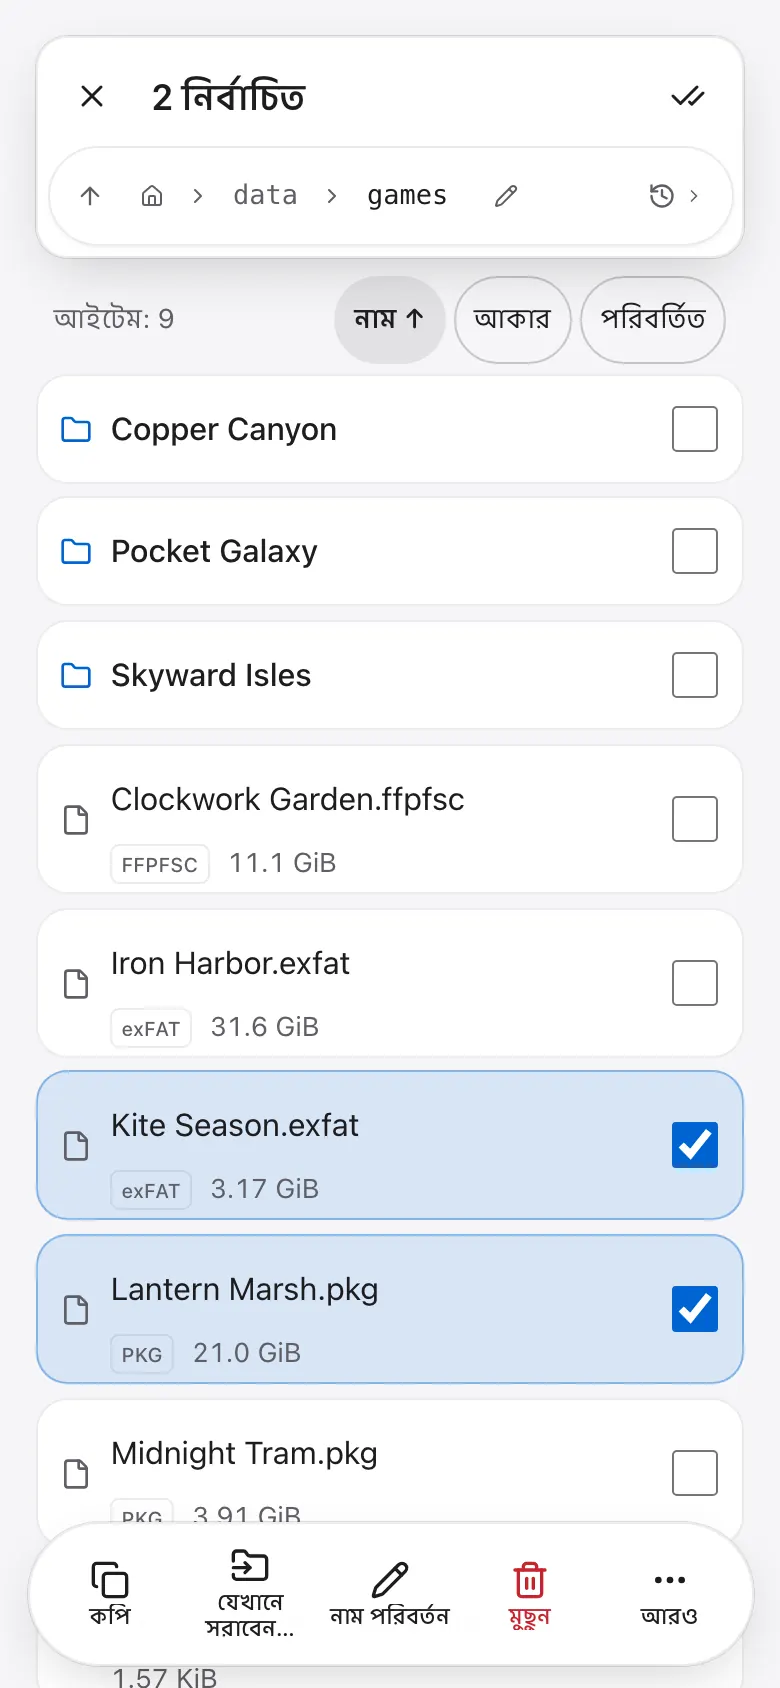 2 নির্বাচিত
data > games
আইটেম: 9
নাম ↑ আকার পরিবর্তিত
Copper Canyon
Pocket Galaxy
Skyward Isles
Clockwork Garden.ffpfsc
FFPFSC 11.1 GiB
Iron Harbor.exfat
exFAT 31.6 GiB
Kite Season.exfat
exFAT 3.17 GiB
Lantern Marsh.pkg
PKG 21.0 GiB
Midnight Tram.pkg
PKG 3.91 GiB
কপি
যেখানে
সরাবেন...
নাম পরিবর্তন
মুছুন
আরও
1.57 KiB